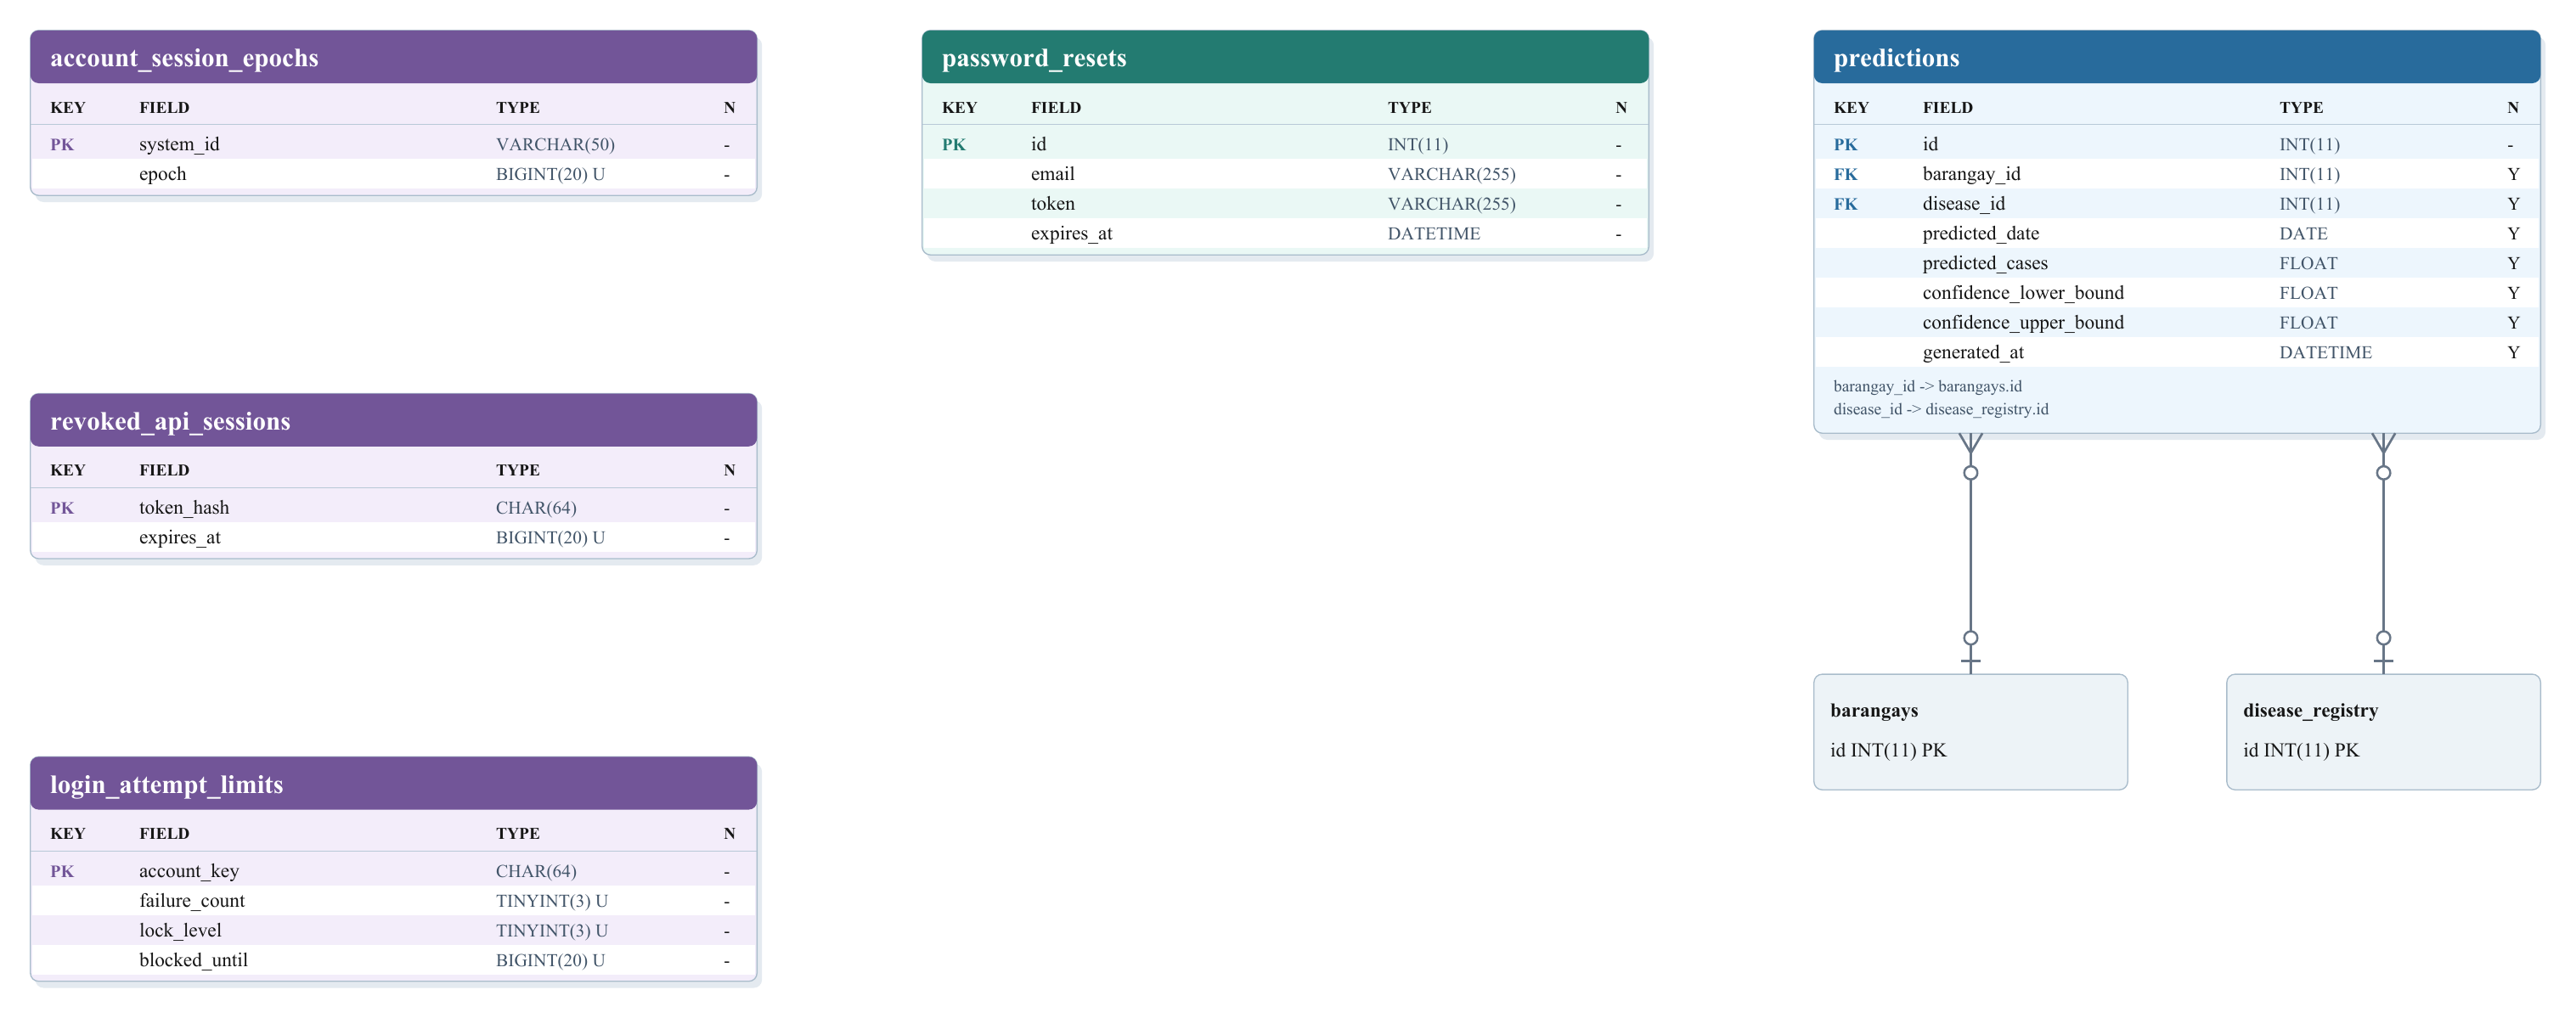 account_session_epochs
KEY FIELD TYPE N
PK system_id VARCHAR(50) -
epoch BIGINT(20) U -
revoked_api_sessions
KEY FIELD TYPE N
PK token_hash CHAR(64) -
expires_at BIGINT(20) U -
login_attempt_limits
KEY FIELD TYPE N
PK account_key CHAR(64) -
failure_count TINYINT(3) U -
lock_level TINYINT(3) U -
blocked_until BIGINT(20) U -
password_resets
KEY FIELD TYPE N
PK id INT(11) -
email VARCHAR(255) -
token VARCHAR(255) -
expires_at DATETIME -
predictions
KEY FIELD TYPE N
PK id INT(11) -
FK barangay_id INT(11) Y
FK disease_id INT(11) Y
predicted_date DATE Y
predicted_cases FLOAT Y
confidence_lower_bound FLOAT Y
confidence_upper_bound FLOAT Y
generated_at DATETIME Y
barangay_id -> barangays.id
disease_id -> disease_registry.id
barangays
id INT(11) PK
disease_registry
id INT(11) PK